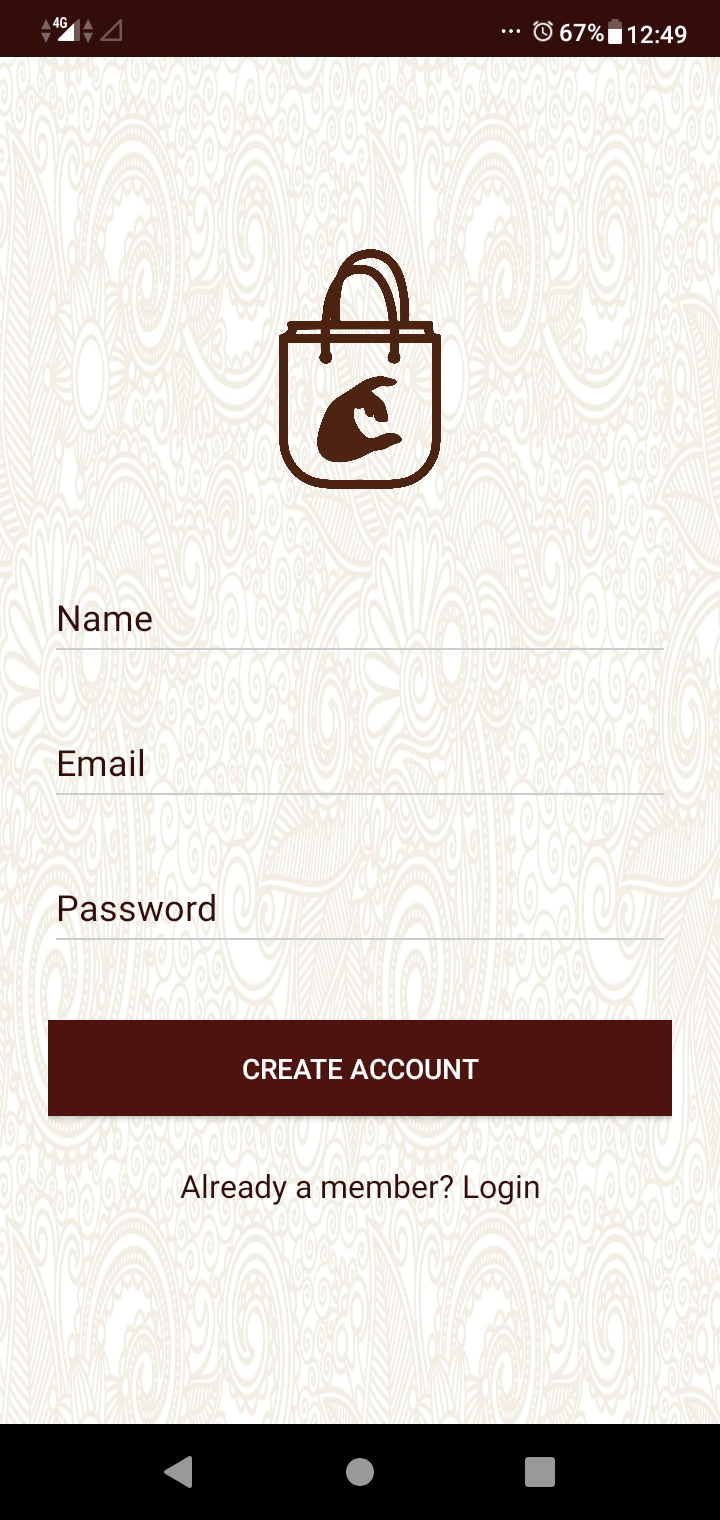 4G 67% 12:49
Name
Email
Password
CREATE ACCOUNT
Already a member? Login